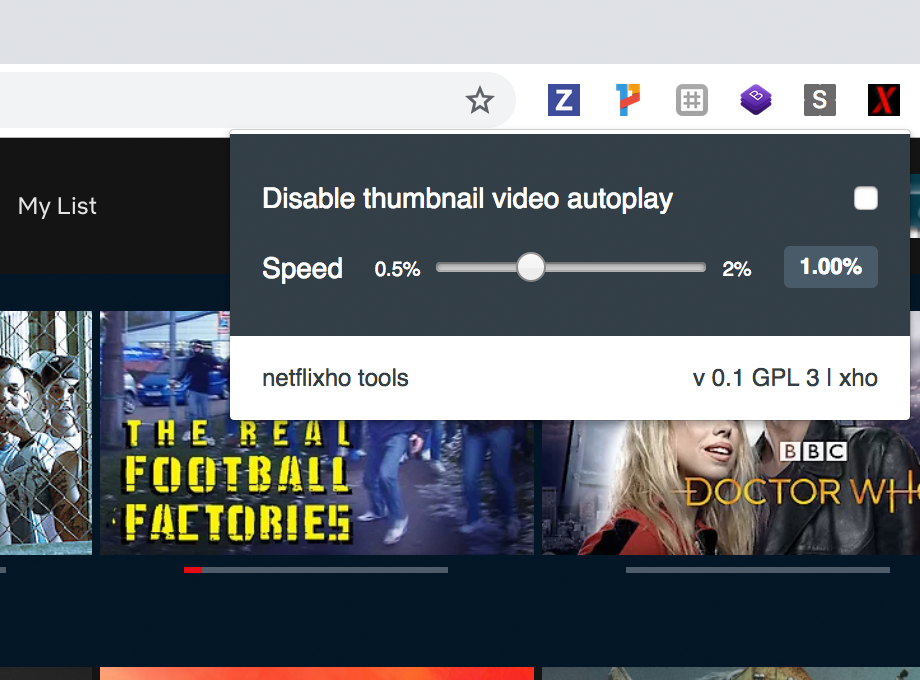 Z
B
S
X
My List
Disable thumbnail video autoplay
Speed 0.5% 2% 1.00%
netflixho tools v 0.1 GPL 3 | xho
THE REAL
FOOTBALL
FACTORIES
BBC
DOCTOR WHO